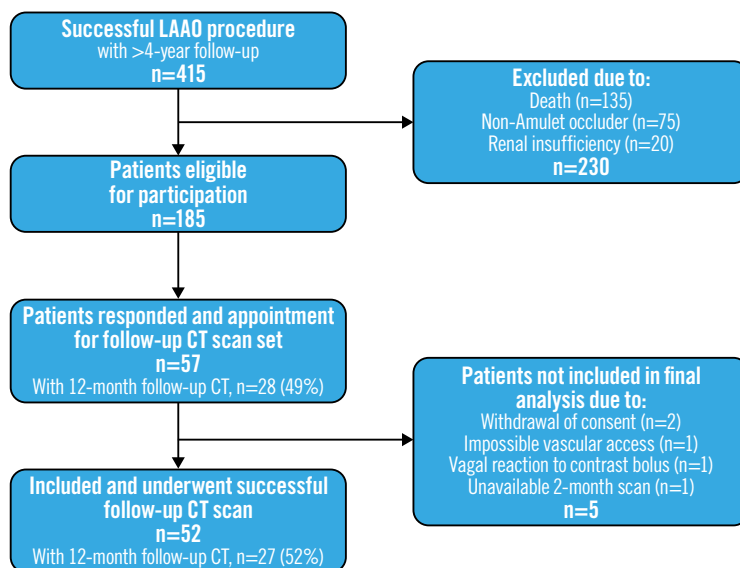 Successful LAAO procedure
with >4-year follow-up
n=415
Excluded due to:
Death (n=135)
Non-Amulet occluder (n=75)
Renal insufficiency (n=20)
n=230
Patients eligible
for participation
n=185
Patients responded and appointment
for follow-up CT scan set
n=57
With 12-month follow-up CT, n=28 (49%)
Patients not included in final
analysis due to:
Withdrawal of consent (n=2)
Impossible vascular access (n=1)
Vagal reaction to contrast bolus (n=1)
Unavailable 2-month scan (n=1)
n=5
Included and underwent successful
follow-up CT scan
n=52
With 12-month follow-up CT, n=27 (52%)